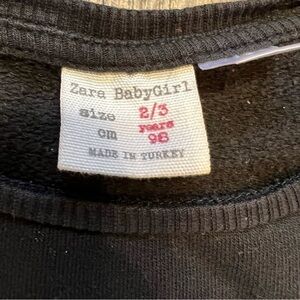 Zara BabyGirl
size 2/3
years
cm 98
MADE IN TURKEY